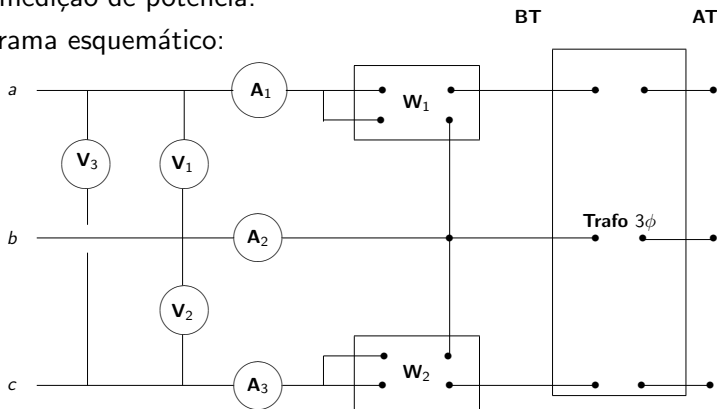 medição de potência.
rama esquemático:
BT
AT
a
A1
W1
V3
V1
Trafo 3ϕ
b
A2
V2
W2
c
A3